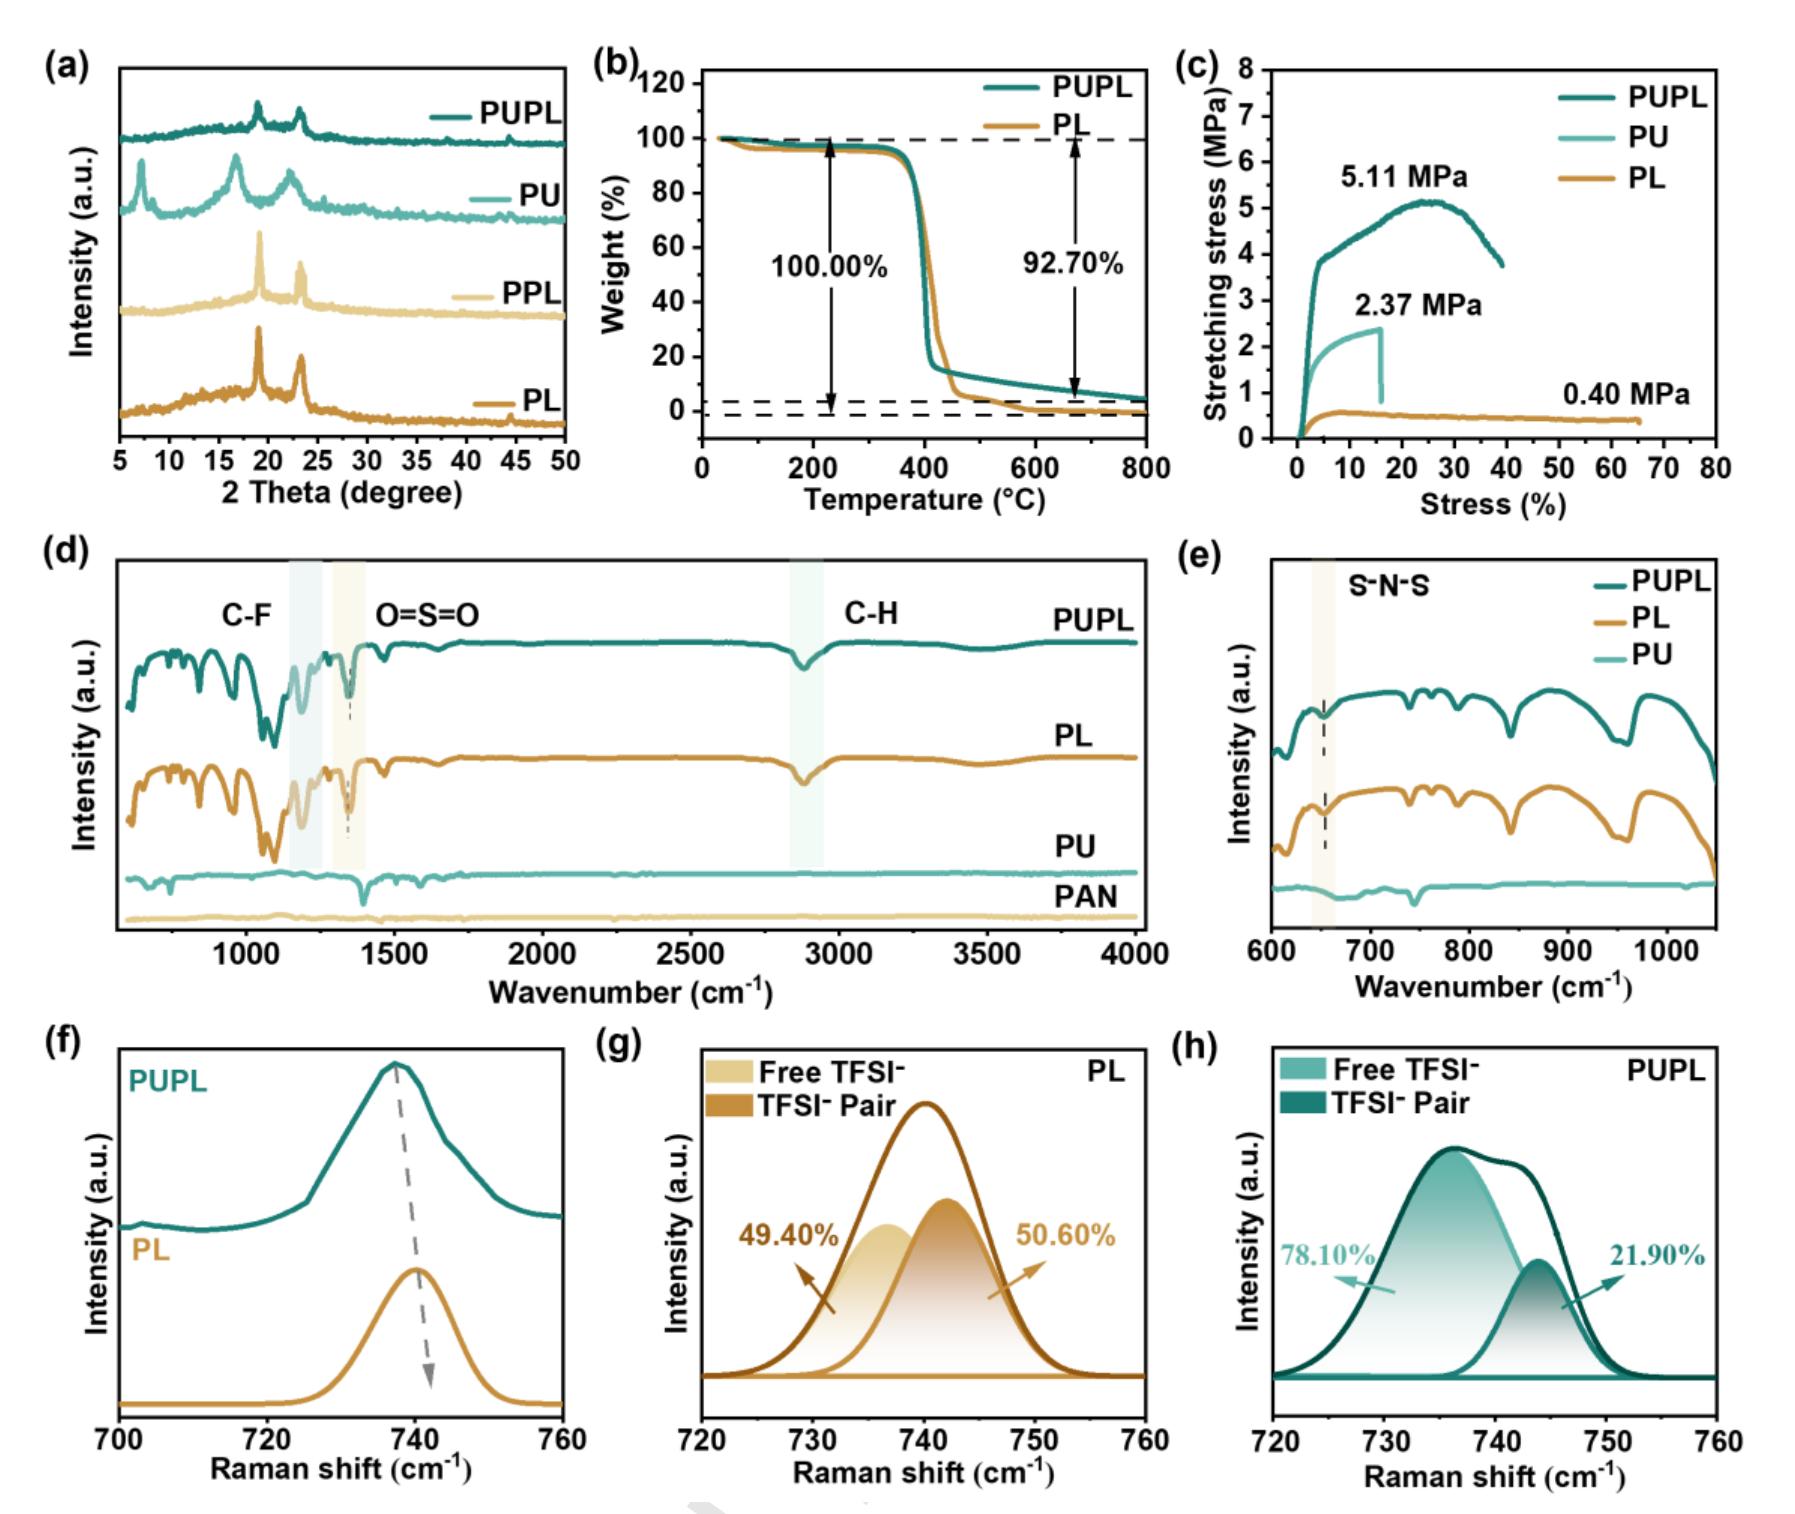 (a)
PUPL
PU
PPL
PL
Intensity (a.u.)
5 10 15 20 25 30 35 40 45 50
2 Theta (degree)
(b)
120
100
80
60
40
20
0
PUPL
PL
100.00%
92.70%
Weight (%)
0 200 400 600 800
Temperature (°C)
(c)
8
7
6
5
4
3
2
1
0
PUPL
PU
PL
5.11 MPa
2.37 MPa
0.40 MPa
Stretching stress (MPa)
0 10 20 30 40 50 60 70 80
Stress (%)
(d)
C-F O=S=O C-H
PUPL
PL
PU
PAN
Intensity (a.u.)
1000 1500 2000 2500 3000 3500 4000
Wavenumber (cm-1)
(e)
S-N-S
PUPL
PL
PU
Intensity (a.u.)
600 700 800 900 1000
Wavenumber (cm-1)
(f)
PUPL
PL
Intensity (a.u.)
700 720 740 760
Raman shift (cm-1)
(g)
Free TFSI-
TFSI- Pair
PL
49.40%
50.60%
Intensity (a.u.)
720 730 740 750 760
Raman shift (cm-1)
(h)
Free TFSI-
TFSI- Pair
PUPL
78.10%
21.90%
Intensity (a.u.)
720 730 740 750 760
Raman shift (cm-1)